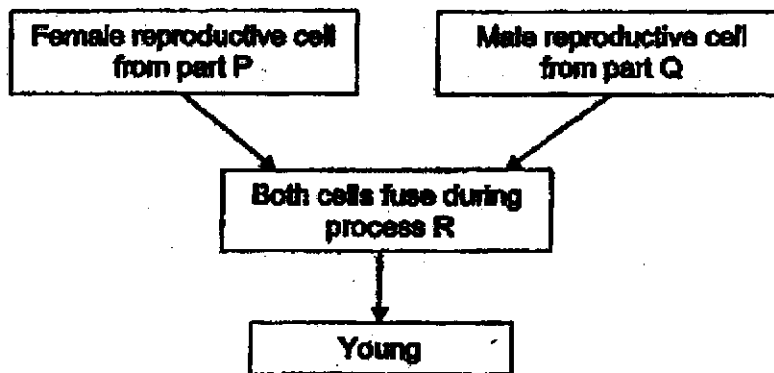 Female reproductive cell
from part P
Male reproductive cell
from part Q
Both cells fuse during
process R
Young